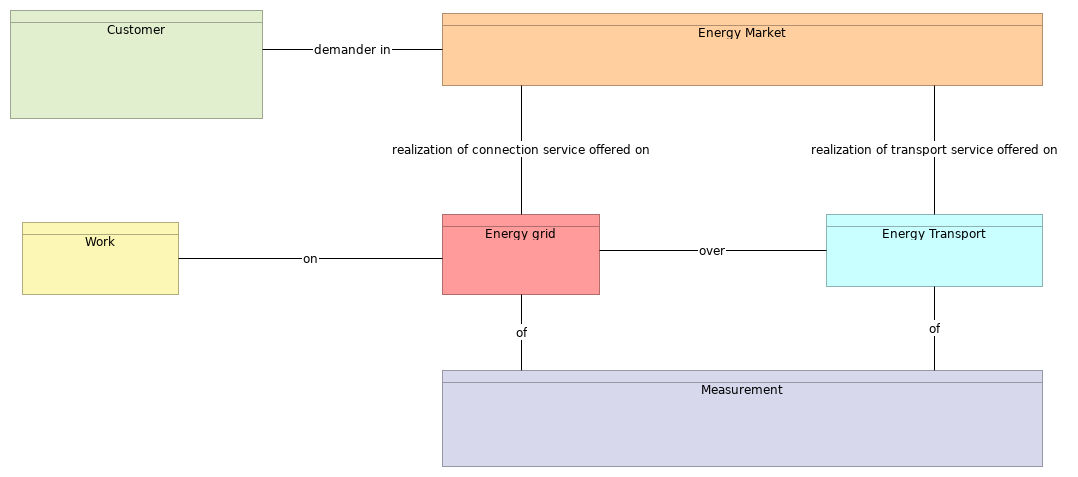 Customer
Energy Market
demander in
realization of connection service offered on
realization of transport service offered on
Work
Energy grid
Energy Transport
on
over
of
of
Measurement